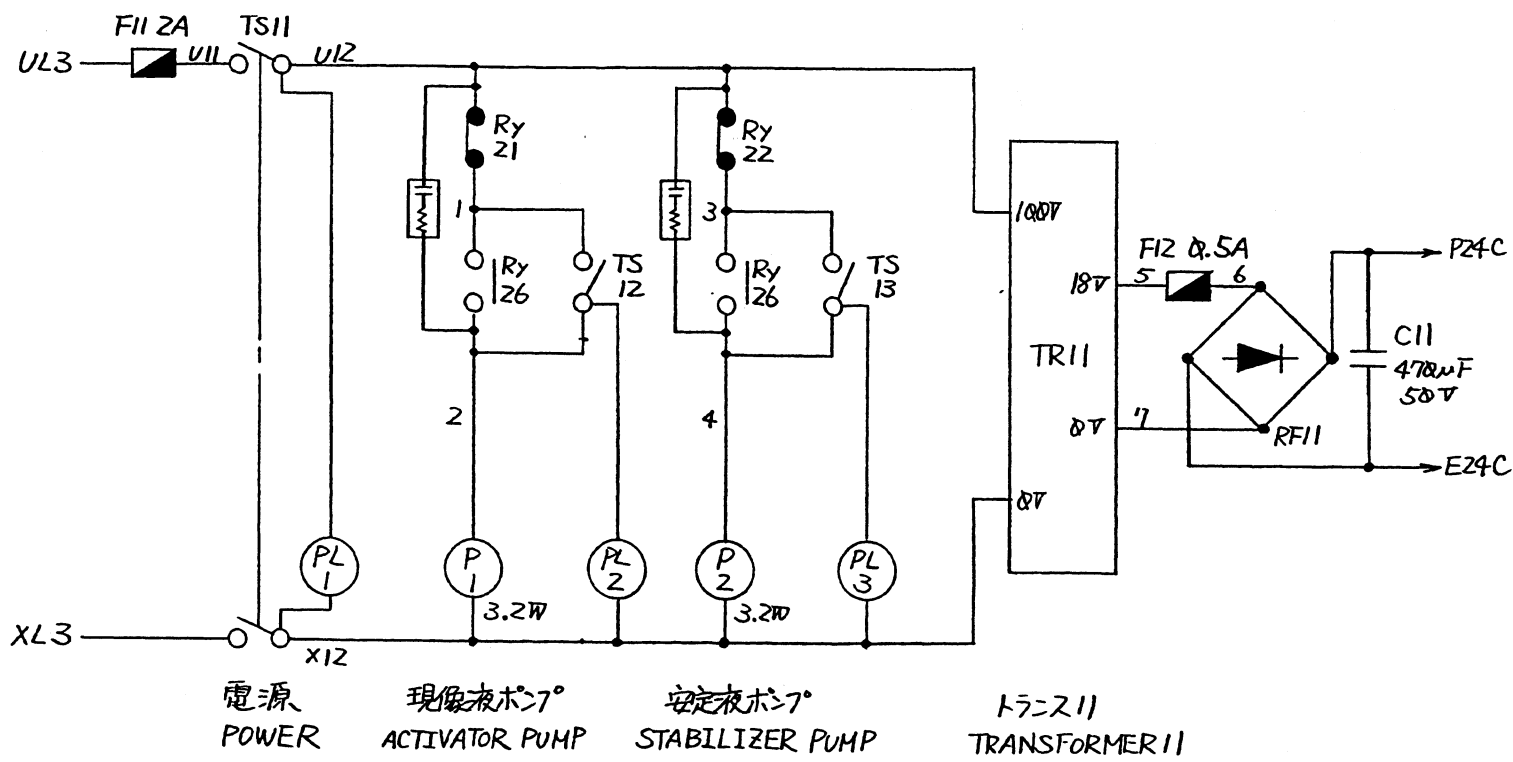 F11 2A
TS11
UL3
U11
U12
Ry
21
Ry
22
1
3
Ry
26
TS
12
Ry
26
TS
13
100V
18V
TR11
0V
0V
F12 0.5A
5
6
7
RF11
P24C
C11
470μF
50V
E24C
2
4
PL
1
P
1
3.2W
PL
2
P
2
3.2W
PL
3
XL3
X12
電源
POWER
現像液ポンプ
ACTIVATOR PUMP
安定液ポンプ
STABILIZER PUMP
トランス11
TRANSFORMER11